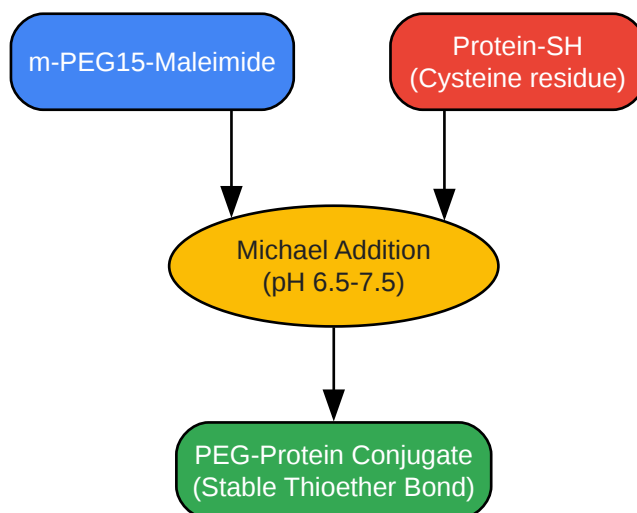 m-PEG15-Maleimide
Protein-SH
(Cysteine residue)
Michael Addition
(pH 6.5-7.5)
PEG-Protein Conjugate
(Stable Thioether Bond)